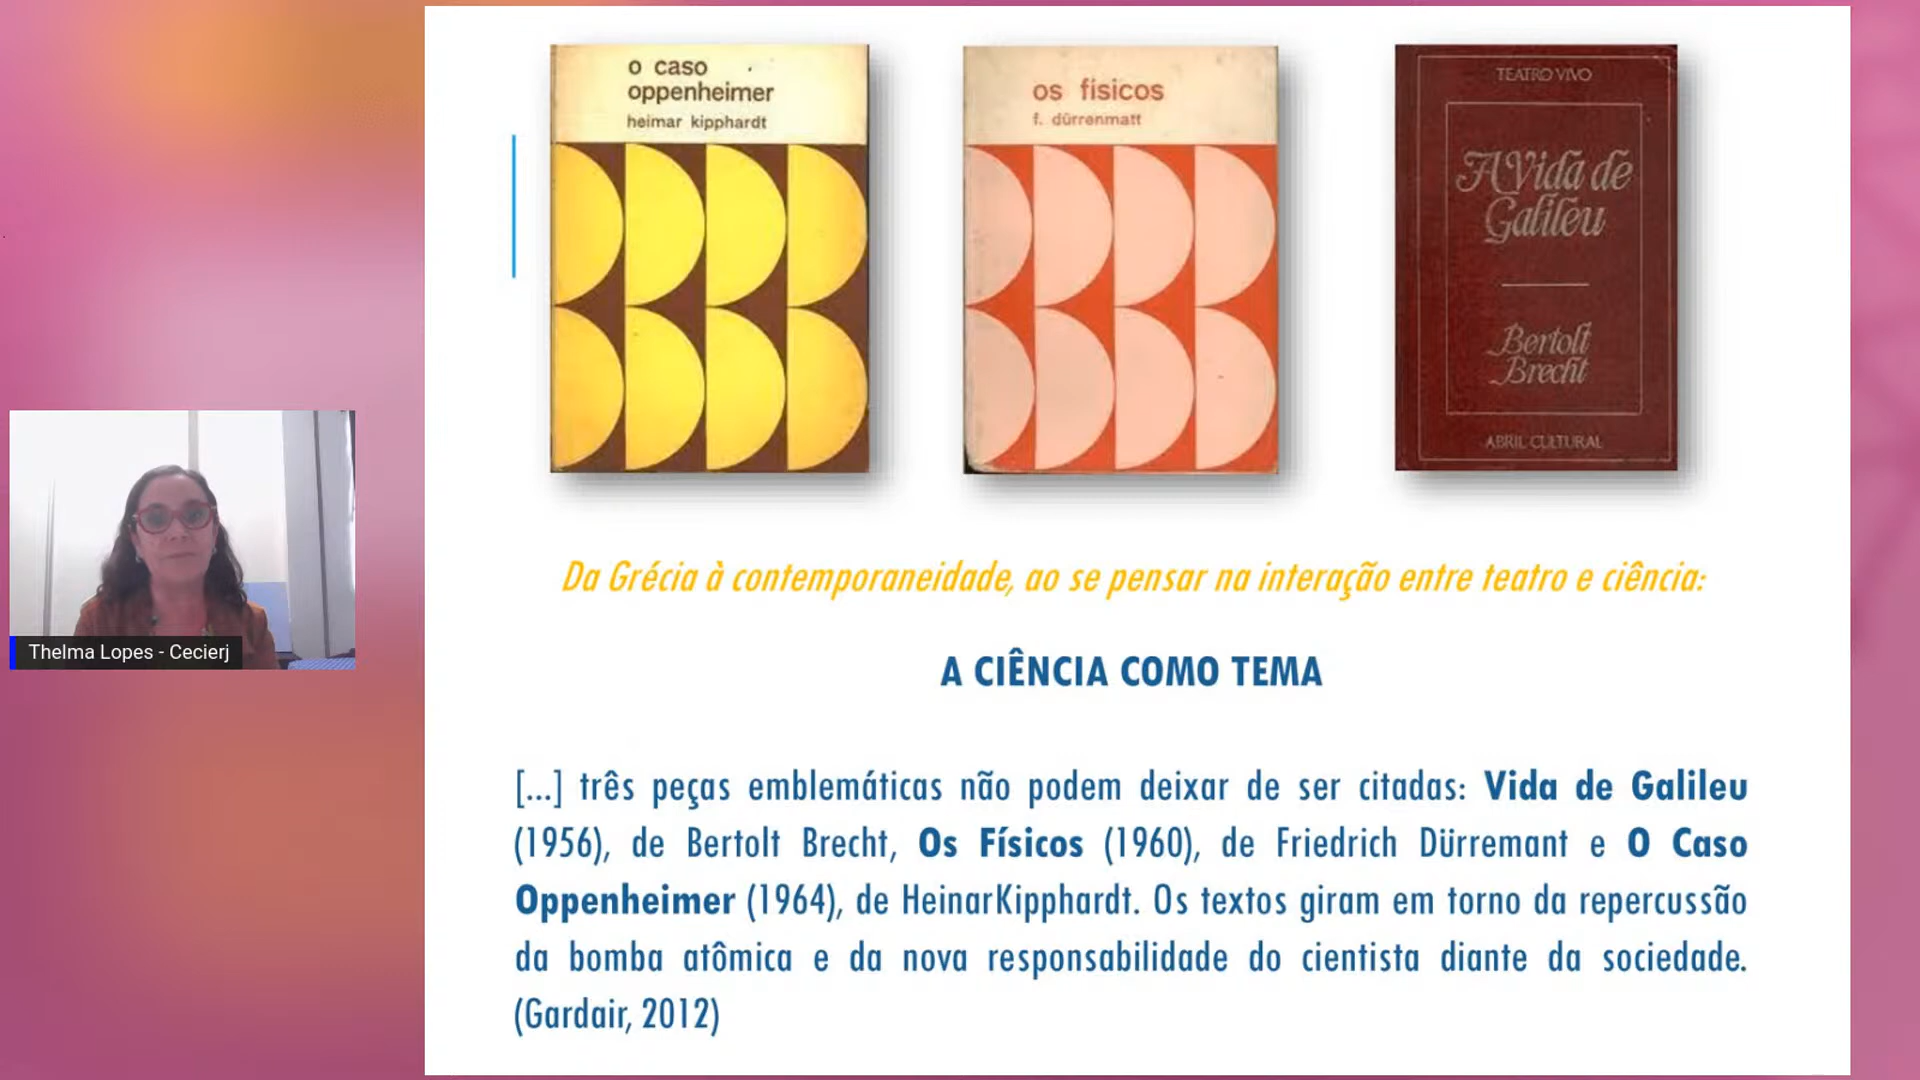 o caso
oppenheimer
heimar kipphardt
os físicos
f. dürrenmatt
TEATRO VIVO
A Vida de
Galileu
Bertolt
Brecht
ABRIL CULTURAL
Da Grécia à contemporaneidade, ao se pensar na interação entre teatro e ciência:
A CIÊNCIA COMO TEMA
[...] três peças emblemáticas não podem deixar de ser citadas: Vida de Galileu
(1956), de Bertolt Brecht, Os Físicos (1960), de Friedrich Dürremant e O Caso
Oppenheimer (1964), de HeinarKipphardt. Os textos giram em torno da repercussão
da bomba atômica e da nova responsabilidade do cientista diante da sociedade.
(Gardair, 2012)
Thelma Lopes - Cecierj